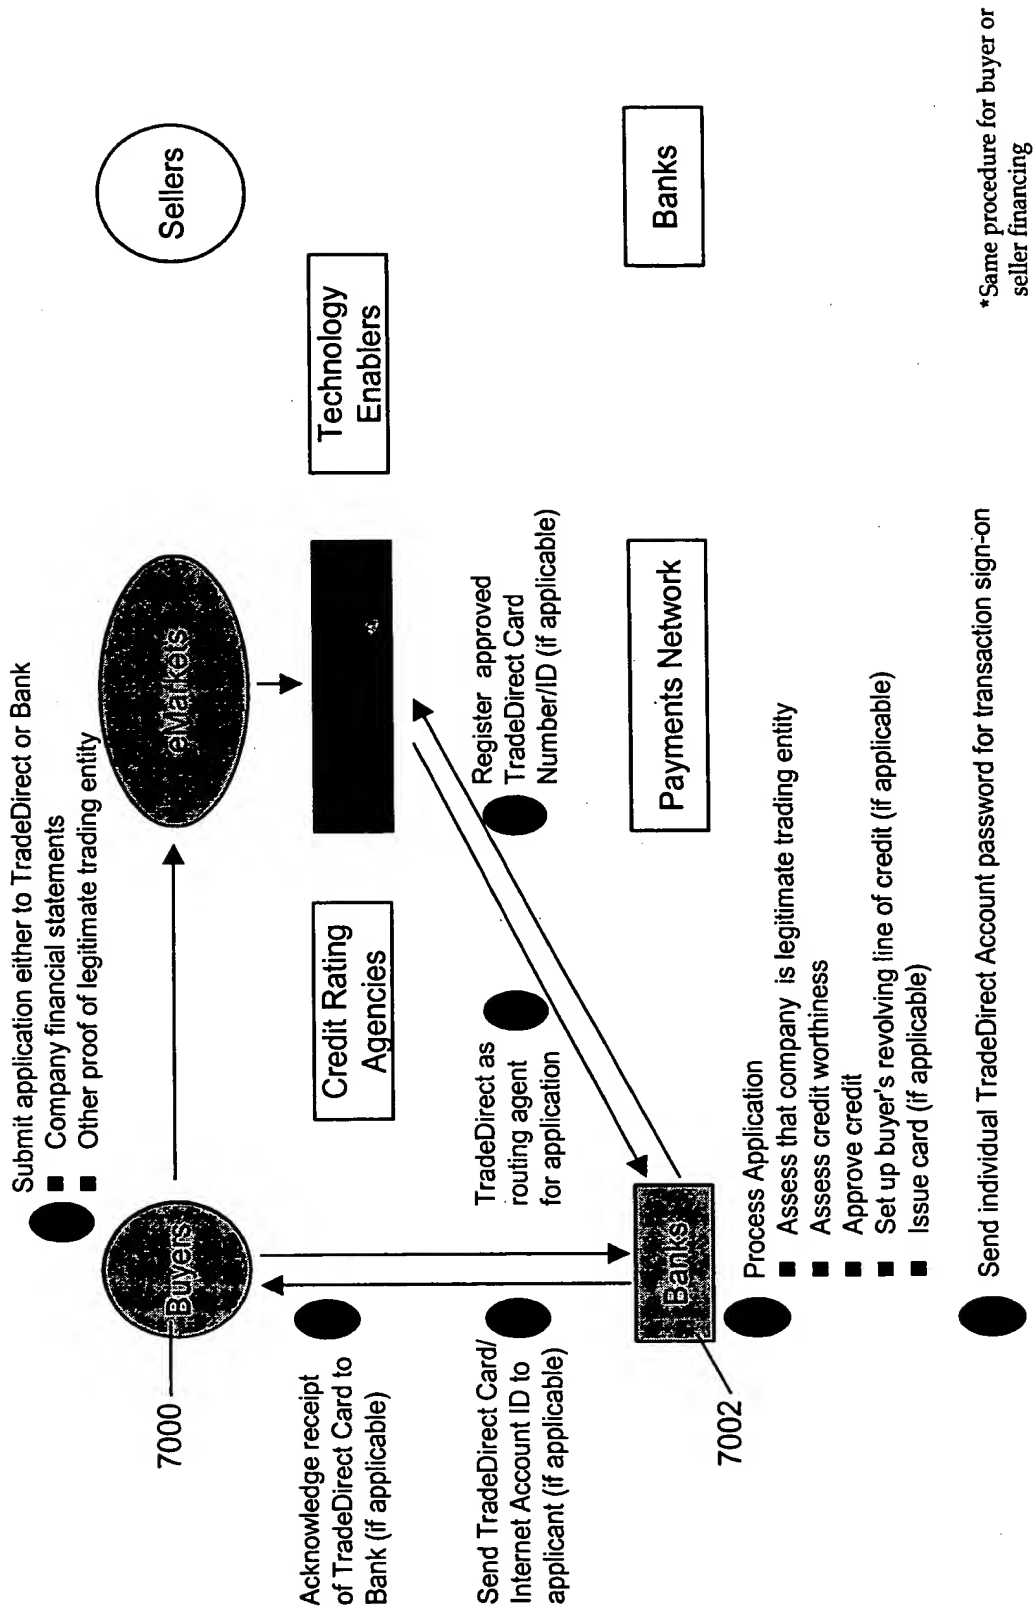 Submit application either to TradeDirect or Bank
Company financial statements
Other proof of legitimate trading entity
Buyers
eMarkets
Sellers
7000
Acknowledge receipt
of TradeDirect Card to
Bank (if applicable)
Credit Rating
Agencies
Technology
Enablers
Send TradeDirect Card/
Internet Account ID to
applicant (if applicable)
TradeDirect as
routing agent
for application
Register approved
TradeDirect Card
Number/ID (if applicable)
Banks
Payments Network
Banks
7002
Process Application
Assess that company is legitimate trading entity
Assess credit worthiness
Approve credit
Set up buyer's revolving line of credit (if applicable)
Issue card (if applicable)
Send individual TradeDirect Account password for transaction sign-on
*Same procedure for buyer or
seller financing